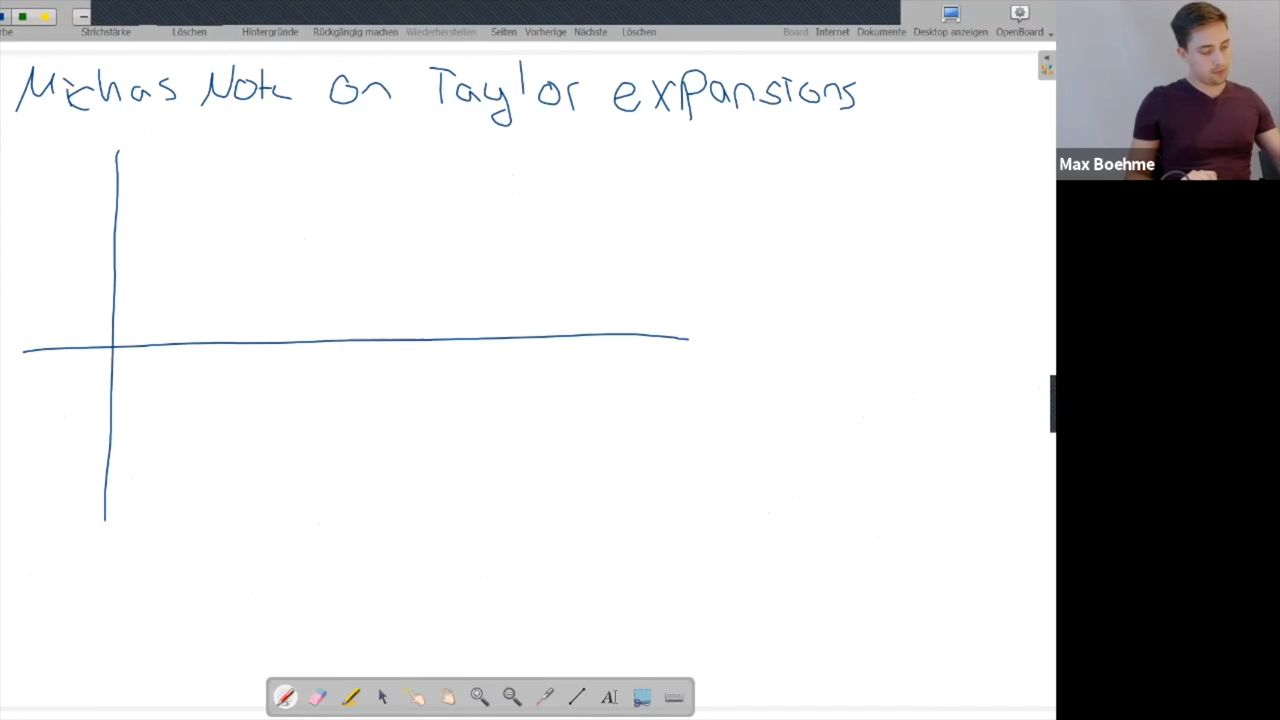 rbe Strichstärke Löschen Hintergründe Rückgängig machen Wiederherstellen Seiten Vorherige Nächste Löschen Board Internet Dokumente Desktop anzeigen OpenBoard
Michas Note on Taylor expansions
Max Boehme